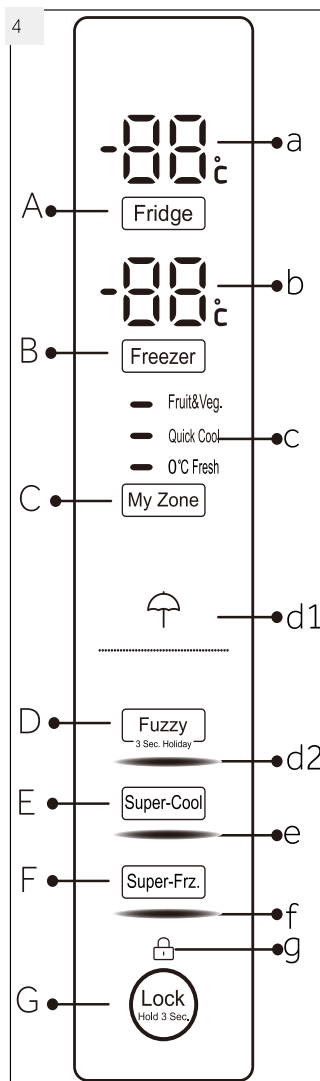 4
-88°C
a
A
Fridge
-88°C
b
B
Freezer
Fruit&Veg.
Quick Cool
c
0°C Fresh
C
My Zone
d1
D
Fuzzy
3 Sec. Holiday
d2
E
Super-Cool
e
F
Super-Frz.
f
g
G
Lock
Hold 3 Sec.